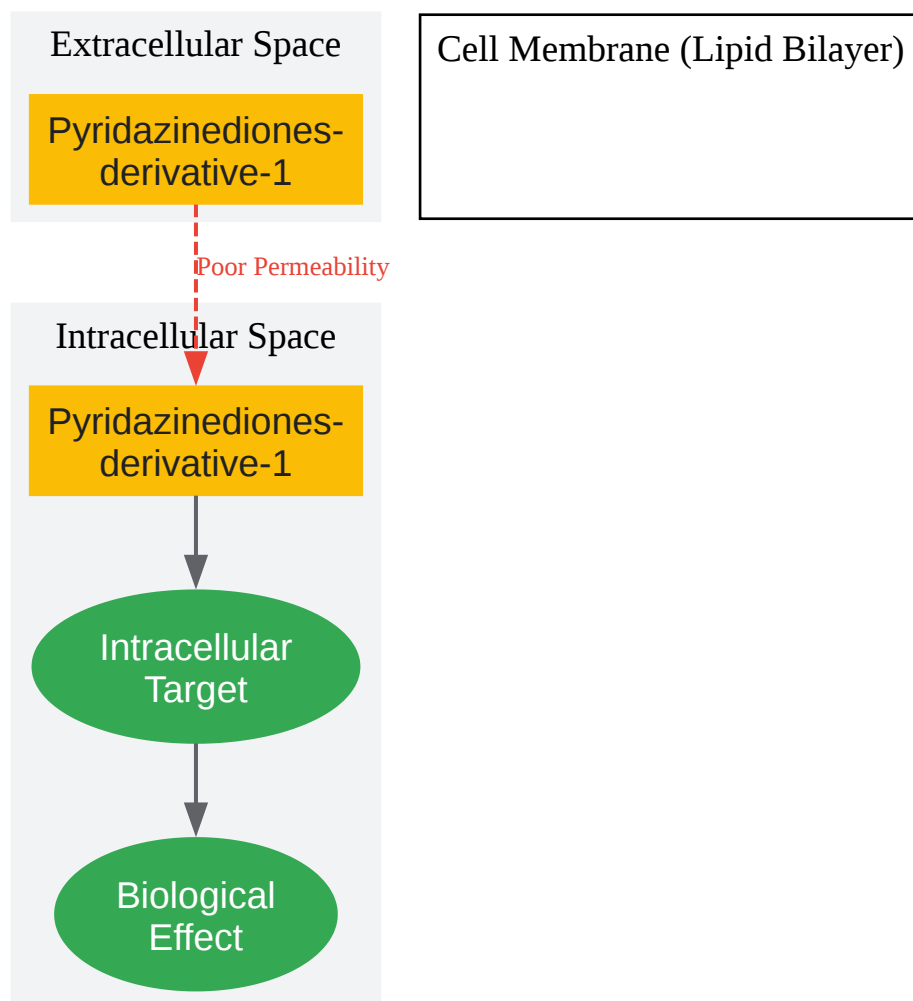 Extracellular Space
Cell Membrane (Lipid Bilayer)
Pyridazinediones-
derivative-1
Poor Permeability
Intracellular Space
Pyridazinediones-
derivative-1
Intracellular
Target
Biological
Effect